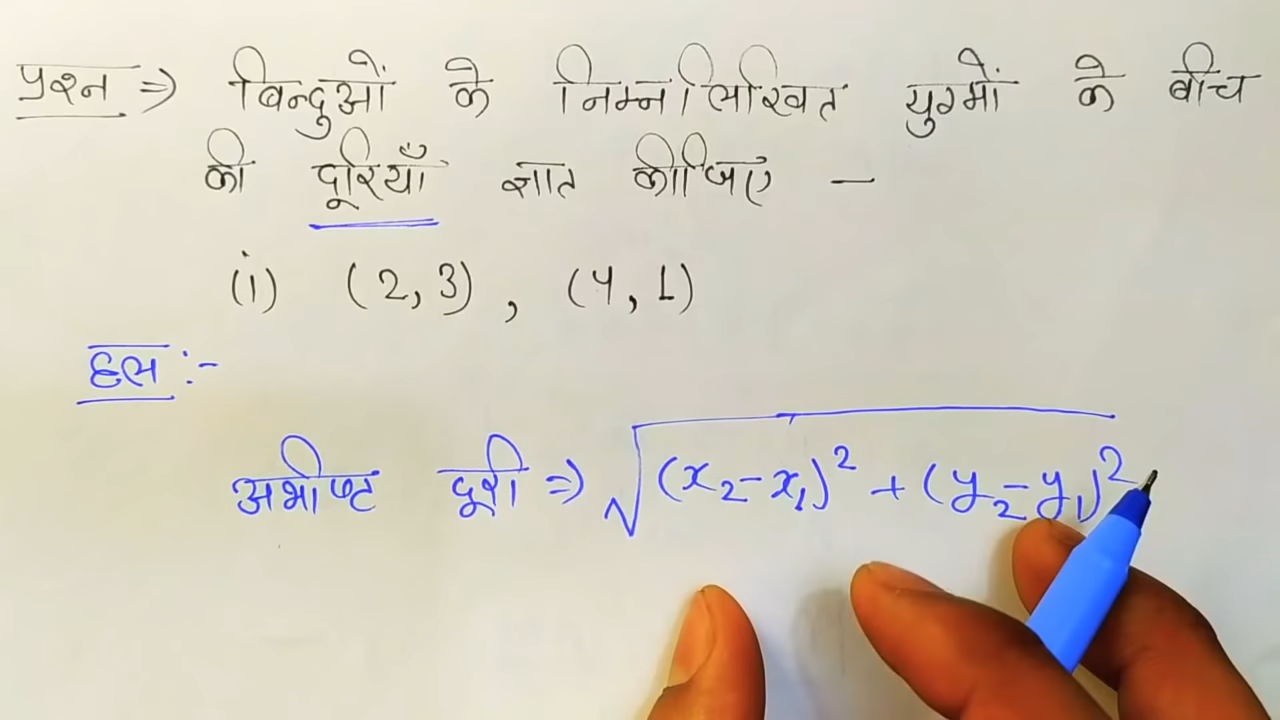 प्रश्न ⇒ बिन्दुओं के निम्नलिखित युग्मों के बीच
की दूरियाँ ज्ञात कीजिए –
(i) (2,3) , (4,1)
हल :-
अभीष्ट दूरी ⇒ √(x₂-x₁)² + (y₂-y₁)²